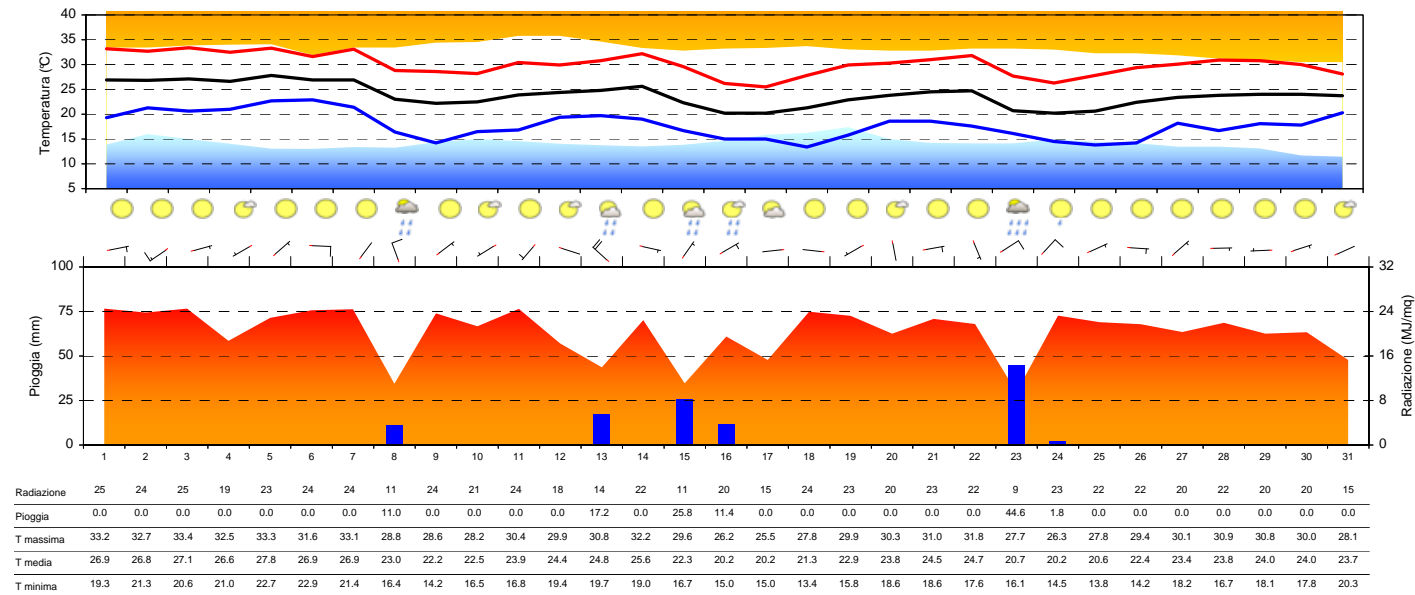 40
35
30
25
20
15
10
5
Temperatura (°C)
100
75
50
25
0
Pioggia (mm)
32
24
16
8
0
Radiazione (MJ/mq)
1 2 3 4 5 6 7 8 9 10 11 12 13 14 15 16 17 18 19 20 21 22 23 24 25 26 27 28 29 30 31
Radiazione 25 24 25 19 23 24 24 11 24 21 24 18 14 22 11 20 15 24 23 20 23 22 9 23 22 22 20 22 20 20 15
Pioggia 0.0 0.0 0.0 0.0 0.0 0.0 0.0 11.0 0.0 0.0 0.0 0.0 17.2 0.0 25.8 11.4 0.0 0.0 0.0 0.0 0.0 0.0 44.6 1.8 0.0 0.0 0.0 0.0 0.0 0.0 0.0
T massima 33.2 32.7 33.4 32.5 33.3 31.6 33.1 28.8 28.6 28.2 30.4 29.9 30.8 32.2 29.6 26.2 25.5 27.8 29.9 30.3 31.0 31.8 27.7 26.3 27.8 29.4 30.1 30.9 30.8 30.0 28.1
T media 26.9 26.8 27.1 26.6 27.8 26.9 26.9 23.0 22.2 22.5 23.9 24.4 24.8 25.6 22.3 20.2 20.2 21.3 22.9 23.8 24.5 24.7 20.7 20.2 20.6 22.4 23.4 23.8 24.0 24.0 23.7
T minima 19.3 21.3 20.6 21.0 22.7 22.9 21.4 16.4 14.2 16.5 16.8 19.4 19.7 19.0 16.7 15.0 15.0 13.4 15.8 18.6 18.6 17.6 16.1 14.5 13.8 14.2 18.2 16.7 18.1 17.8 20.3